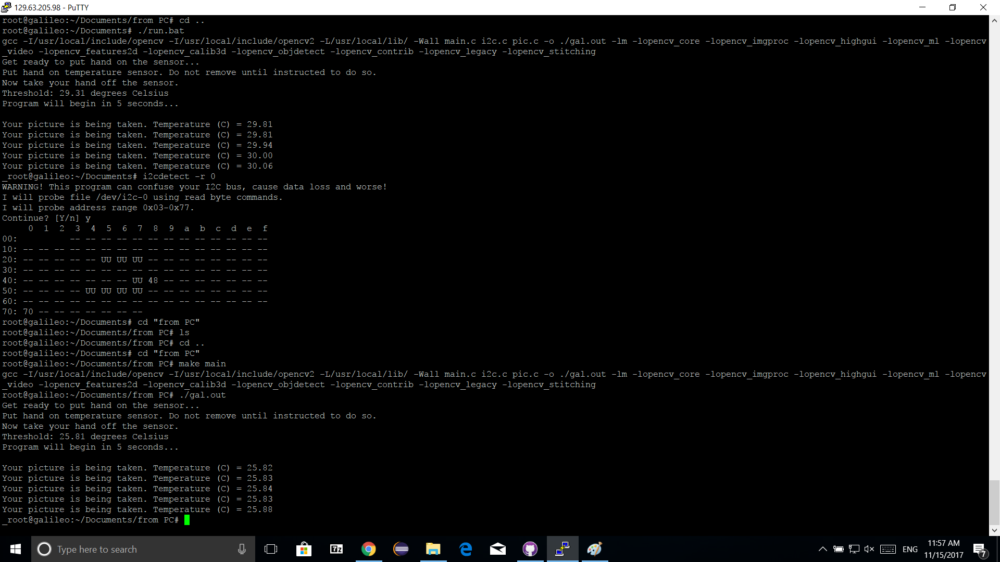 129.63.205.98 - PuTTY
root@galileo:~/Documents/from PC# cd ..
root@galileo:~/Documents# ./run.bat
gcc -I/usr/local/include/opencv -I/usr/local/include/opencv2 -L/usr/local/lib/ -Wall main.c i2c.c pic.c -o ./gal.out -lm -lopencv_core -lopencv_imgproc -lopencv_highgui -lopencv_ml -lopencv
_video -lopencv_features2d -lopencv_calib3d -lopencv_objdetect -lopencv_contrib -lopencv_legacy -lopencv_stitching
Get ready to put hand on the sensor...
Put hand on temperature sensor. Do not remove until instructed to do so.
Now take your hand off the sensor.
Threshold: 29.31 degrees Celsius
Program will begin in 5 seconds...
Your picture is being taken. Temperature (C) = 29.81
Your picture is being taken. Temperature (C) = 29.81
Your picture is being taken. Temperature (C) = 29.94
Your picture is being taken. Temperature (C) = 30.00
Your picture is being taken. Temperature (C) = 30.06
_root@galileo:~/Documents# i2cdetect -r 0
WARNING! This program can confuse your I2C bus, cause data loss and worse!
I will probe file /dev/i2c-0 using read byte commands.
I will probe address range 0x03-0x77.
Continue? [Y/n] y
     0  1  2  3  4  5  6  7  8  9  a  b  c  d  e  f
00:          -- -- -- -- -- -- -- -- -- -- -- -- --
10: -- -- -- -- -- -- -- -- -- -- -- -- -- -- -- --
20: -- -- -- -- -- UU UU UU -- -- -- -- -- -- -- --
30: -- -- -- -- -- -- -- -- -- -- -- -- -- -- -- --
40: -- -- -- -- -- -- -- UU 48 -- -- -- -- -- -- --
50: -- -- -- -- UU UU UU UU -- -- -- -- -- -- -- --
60: -- -- -- -- -- -- -- -- -- -- -- -- -- -- -- --
70: 70 -- -- -- -- -- -- --
root@galileo:~/Documents# cd "from PC"
root@galileo:~/Documents/from PC# ls
root@galileo:~/Documents/from PC# cd ..
root@galileo:~/Documents# cd "from PC"
root@galileo:~/Documents/from PC# make main
gcc -I/usr/local/include/opencv -I/usr/local/include/opencv2 -L/usr/local/lib/ -Wall main.c i2c.c pic.c -o ./gal.out -lm -lopencv_core -lopencv_imgproc -lopencv_highgui -lopencv_ml -lopencv
_video -lopencv_features2d -lopencv_calib3d -lopencv_objdetect -lopencv_contrib -lopencv_legacy -lopencv_stitching
root@galileo:~/Documents/from PC# ./gal.out
Get ready to put hand on the sensor...
Put hand on temperature sensor. Do not remove until instructed to do so.
Now take your hand off the sensor.
Threshold: 25.81 degrees Celsius
Program will begin in 5 seconds...
Your picture is being taken. Temperature (C) = 25.82
Your picture is being taken. Temperature (C) = 25.83
Your picture is being taken. Temperature (C) = 25.84
Your picture is being taken. Temperature (C) = 25.83
Your picture is being taken. Temperature (C) = 25.88
_root@galileo:~/Documents/from PC#
Type here to search
7z
ENG
11:57 AM
11/15/2017
7